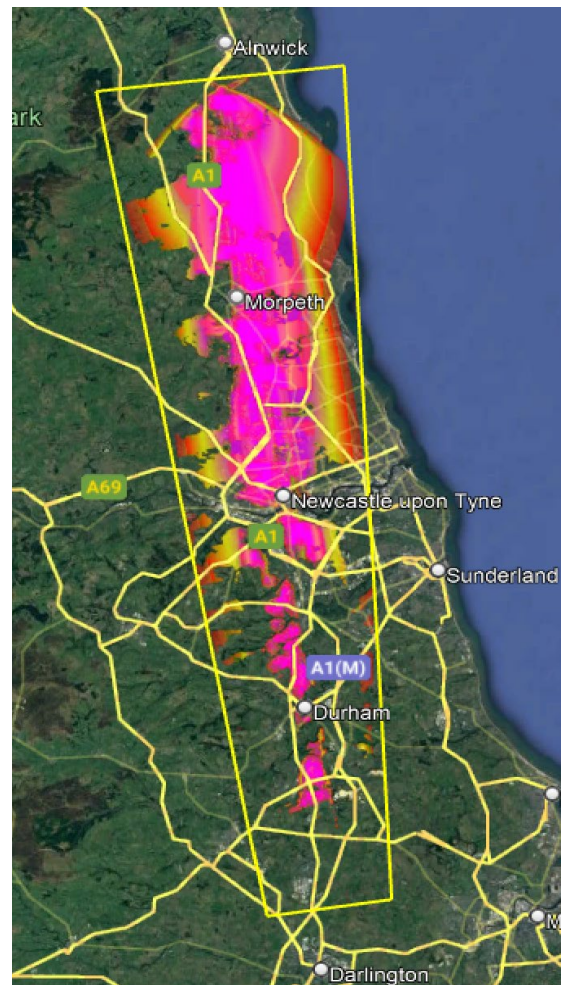 Alnwick
ark
A1
Morpeth
A69
Newcastle upon Tyne
A1
Sunderland
A1(M)
Durham
M
Darlington